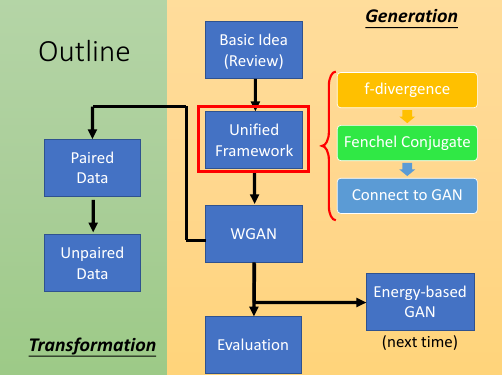 Outline
Generation
Basic Idea
(Review)
Unified
Framework
f-divergence
Fenchel Conjugate
Connect to GAN
Paired
Data
WGAN
Unpaired
Data
Energy-based
GAN
(next time)
Evaluation
Transformation